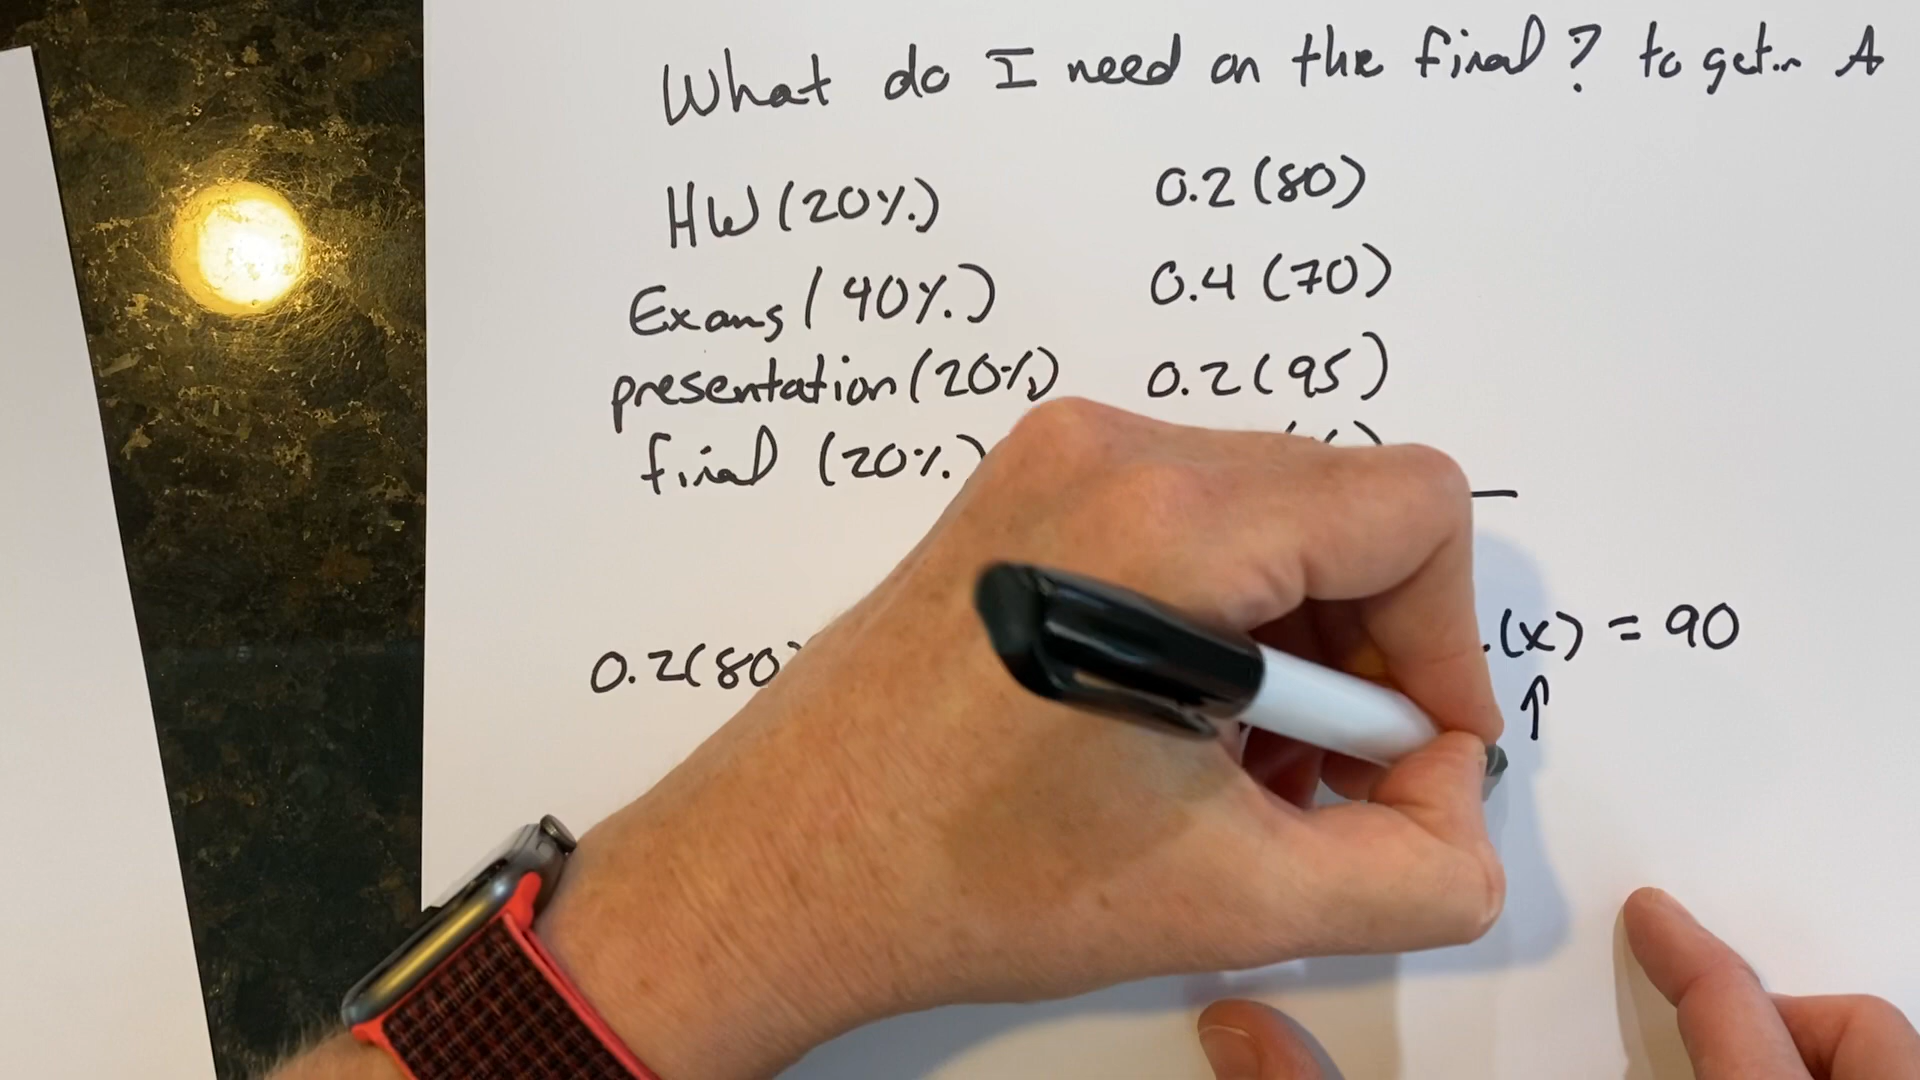 What do I need on the final? to get.. A
HW (20%) 0.2 (80)
Exams (40%) 0.4 (70)
presentation (20%) 0.2 (95)
final (20%)
0.2(80) (x) = 90